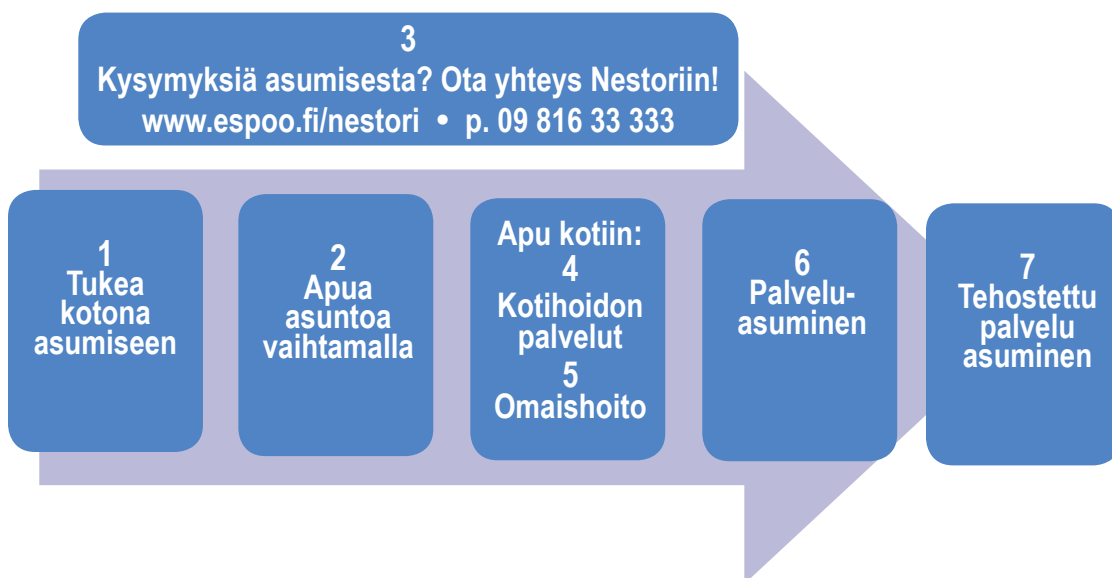 3
Kysymyksiä asumisesta? Ota yhteys Nestoriin!
www.espoo.fi/nestori • p. 09 816 33 333
1
Tukea
kotona
asumiseen
2
Apua
asuntoa
vaihtamalla
Apu kotiin:
4
Kotihoidon
palvelut
5
Omaishoito
6
Palvelu-
asuminen
7
Tehostettu
palvelu
asuminen